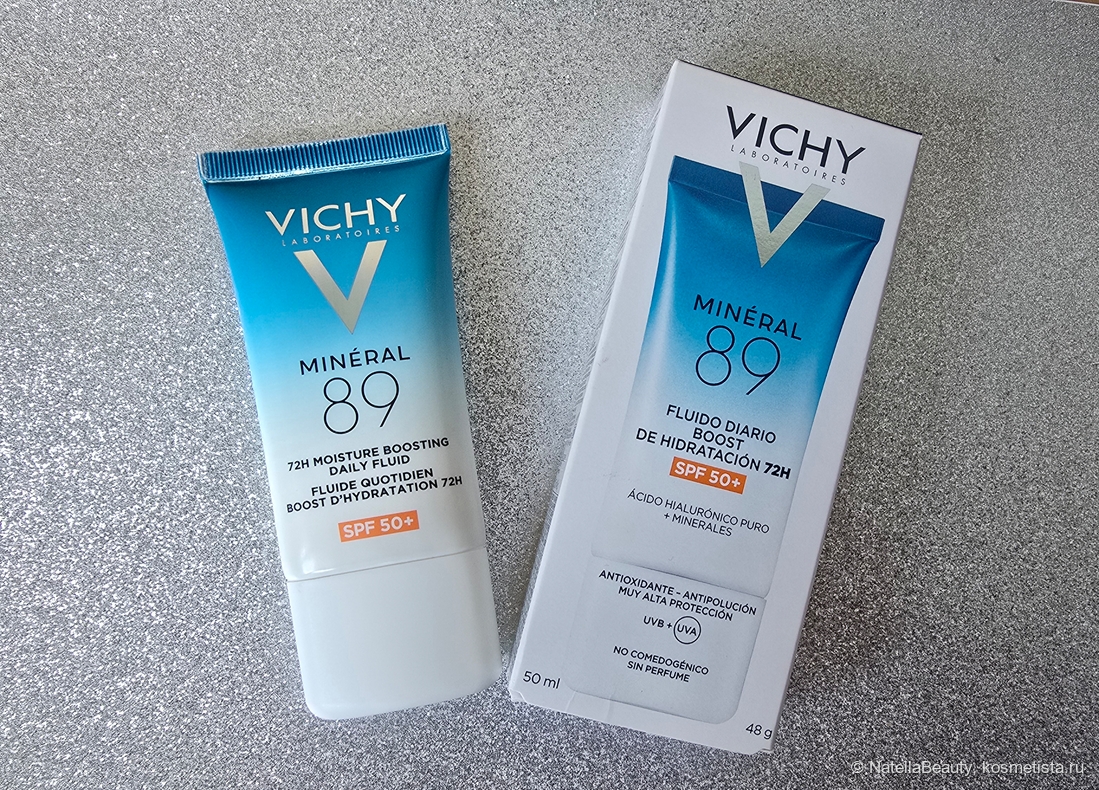 VICHY
LABORATOIRES
MINÉRAL
89
72H MOISTURE BOOSTING
DAILY FLUID
FLUIDE QUOTIDIEN
BOOST D'HYDRATATION 72H
SPF 50+
VICHY
LABORATOIRES
MINÉRAL
89
FLUIDO DIARIO
BOOST
DE HIDRATACIÓN 72H
SPF 50+
ÁCIDO HIALURÓNICO PURO
+ MINERALES
ANTIOXIDANTE - ANTIPOLUCIÓN
MUY ALTA PROTECCIÓN
UVB + UVA
NO COMEDOGÉNICO
SIN PERFUME
50 ml
48 g
© NatellaBeauty, kosmetista.ru